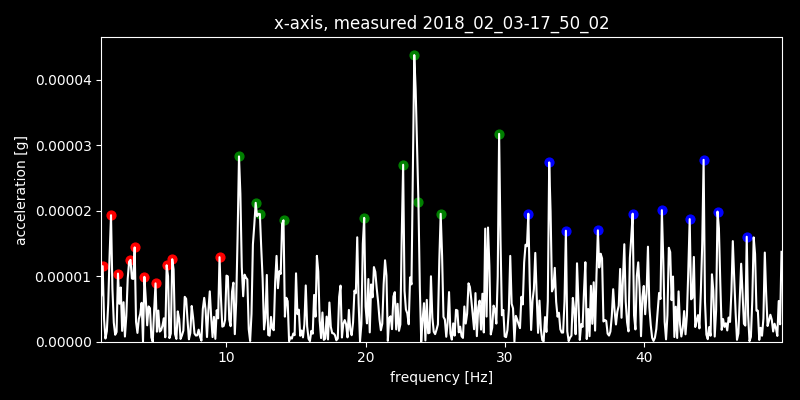 x-axis, measured 2018_02_03-17_50_02
acceleration [g]
0.00004
0.00003
0.00002
0.00001
0.00000
10 20 30 40
frequency [Hz]